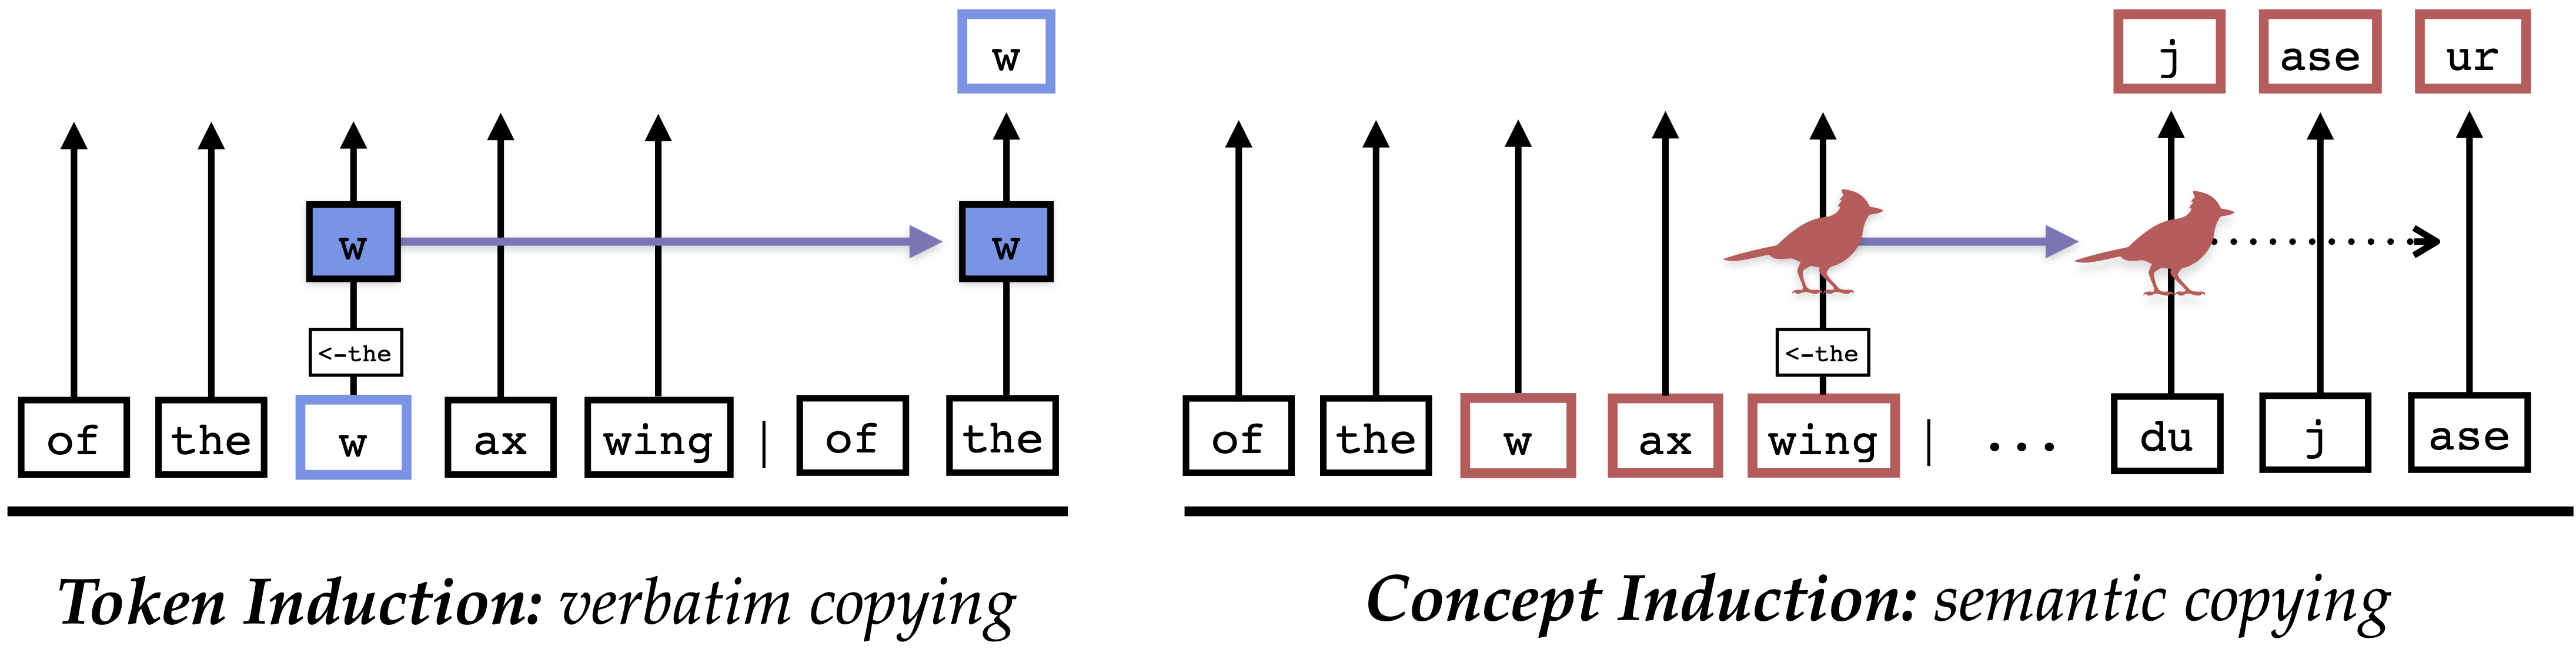 w
w w
<-the
of the w ax wing | of the
Token Induction: verbatim copying
j ase ur
<-the
of the w ax wing | ... du j ase
Concept Induction: semantic copying